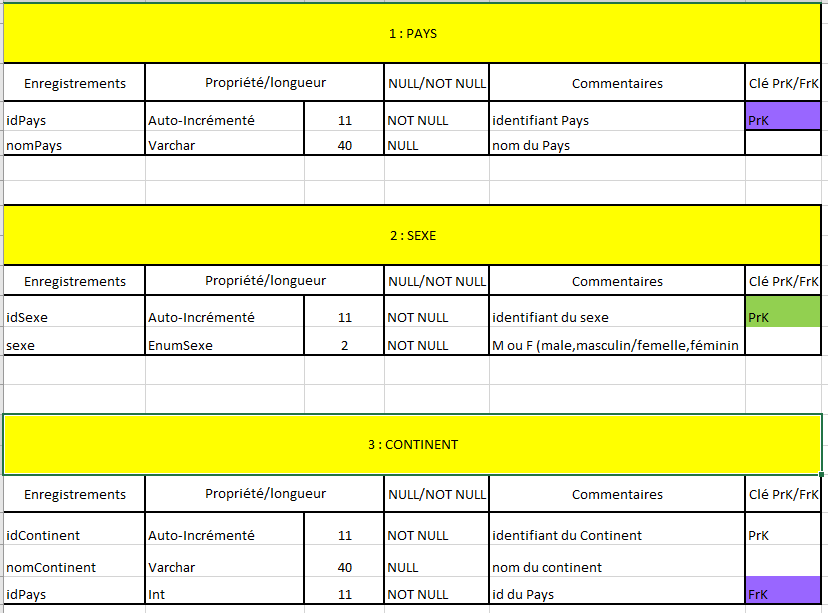 1 : PAYS
Enregistrements Propriété/longueur NULL/NOT NULL Commentaires Clé PrK/FrK
idPays Auto-Incrémenté 11 NOT NULL identifiant Pays PrK
nomPays Varchar 40 NULL nom du Pays
2 : SEXE
Enregistrements Propriété/longueur NULL/NOT NULL Commentaires Clé PrK/FrK
idSexe Auto-Incrémenté 11 NOT NULL identifiant du sexe PrK
sexe EnumSexe 2 NOT NULL M ou F (male,masculin/femelle,féminin
3 : CONTINENT
Enregistrements Propriété/longueur NULL/NOT NULL Commentaires Clé PrK/FrK
idContinent Auto-Incrémenté 11 NOT NULL identifiant du Continent PrK
nomContinent Varchar 40 NULL nom du continent
idPays Int 11 NOT NULL id du Pays FrK